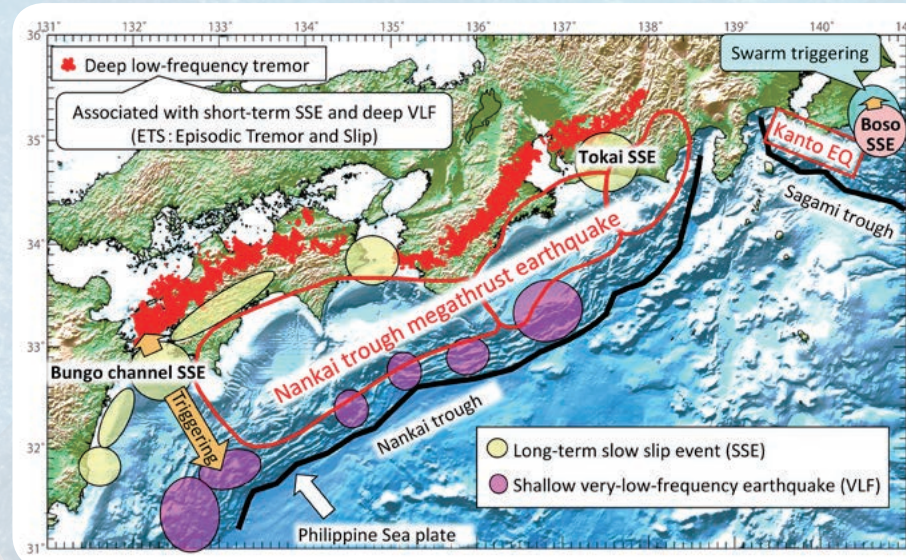 131° 132° 133° 134° 135° 136° 137° 138° 139° 140° 14
36°
Deep low-frequency tremor
Swarm triggering
Associated with short-term SSE and deep VLF
(ETS : Episodic Tremor and Slip)
35°
Boso
SSE
Kanto EQ.
Tokai SSE
Sagami trough
34°
Nankai trough megathrust earthquake
33°
Bungo channel SSE
Triggering
Nankai trough
32°
Long-term slow slip event (SSE)
Shallow very-low-frequency earthquake (VLF)
Philippine Sea plate
31° 31°